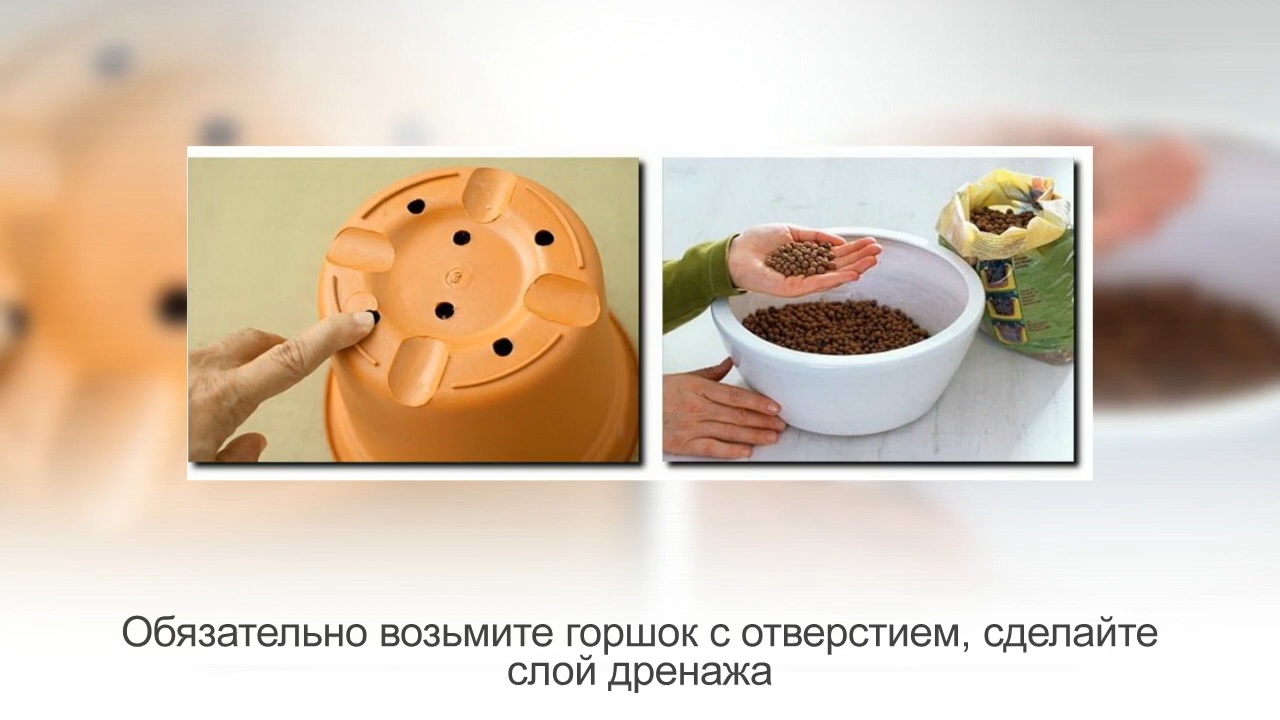 Обязательно возьмите горшок с отверстием, сделайте
слой дренажа